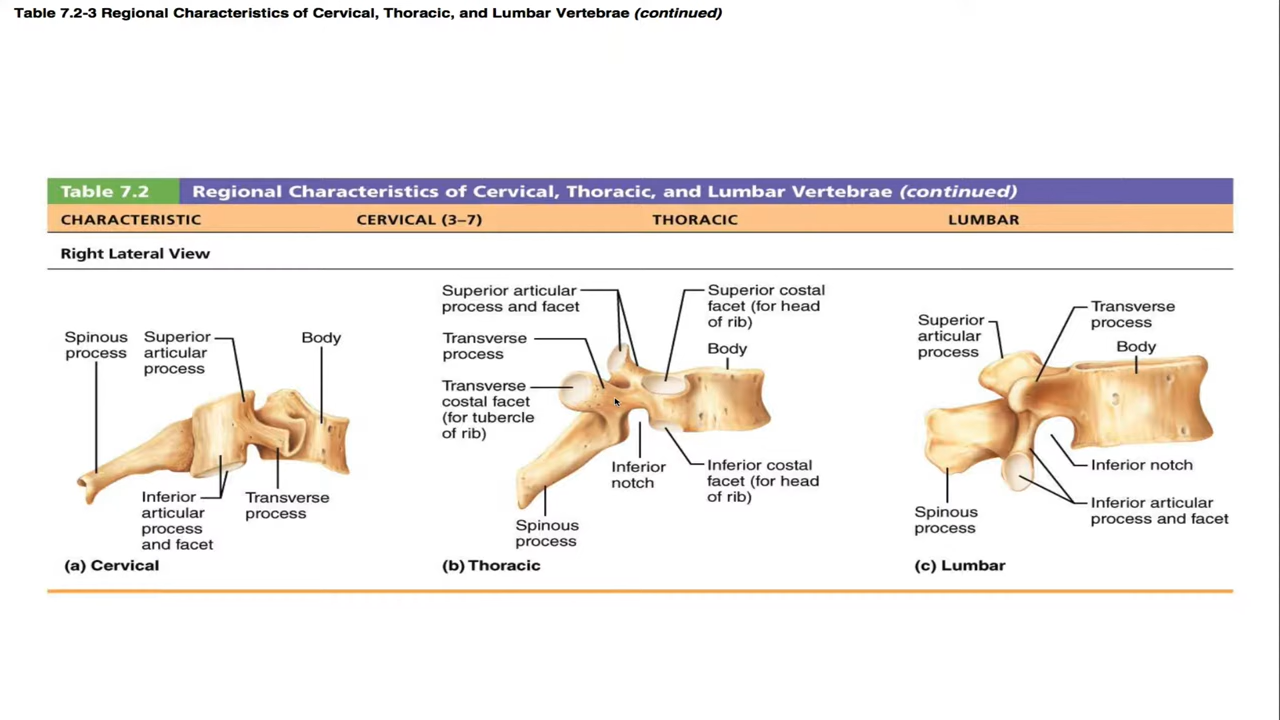 Table 7.2-3 Regional Characteristics of Cervical, Thoracic, and Lumbar Vertebrae (continued)
Table 7.2 Regional Characteristics of Cervical, Thoracic, and Lumbar Vertebrae (continued)
CHARACTERISTIC CERVICAL (3–7) THORACIC LUMBAR
Right Lateral View
Spinous
process
Superior
articular
process
Body
Inferior
articular
process
and facet
Transverse
process
(a) Cervical
Superior articular
process and facet
Transverse
process
Transverse
costal facet
(for tubercle
of rib)
Superior costal
facet (for head
of rib)
Body
Inferior
notch
Inferior costal
facet (for head
of rib)
Spinous
process
(b) Thoracic
Superior
articular
process
Transverse
process
Body
Inferior notch
Inferior articular
process and facet
Spinous
process
(c) Lumbar